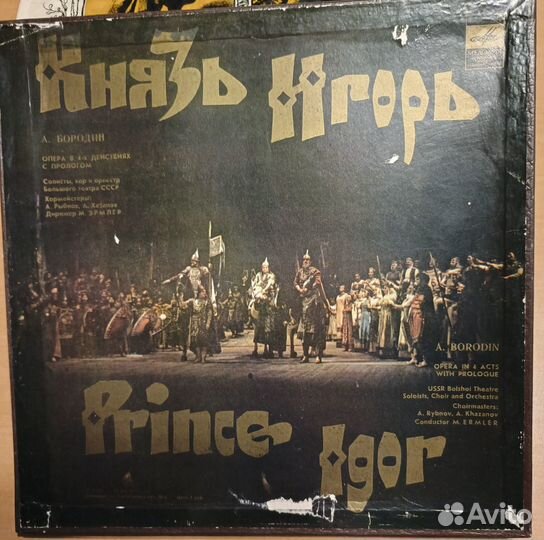 Князь Игорь
А. БОРОДИН
ОПЕРА В 4-х ДЕЙСТВИЯХ
С ПРОЛОГОМ
Солисты, хор и оркестр
Большого театра СССР
Хормейстеры:
А. Рыбнов, А. Хазанов
Дирижер М. ЭРМЛЕР
A. BORODIN
OPERA IN 4 ACTS
WITH PROLOGUE
USSR Bolshoi Theatre
Soloists, Choir and Orchestra
Choirmasters:
A. Rybnov, A. Khazanov
Conductor M. ERMLER
Prince Igor
Avito